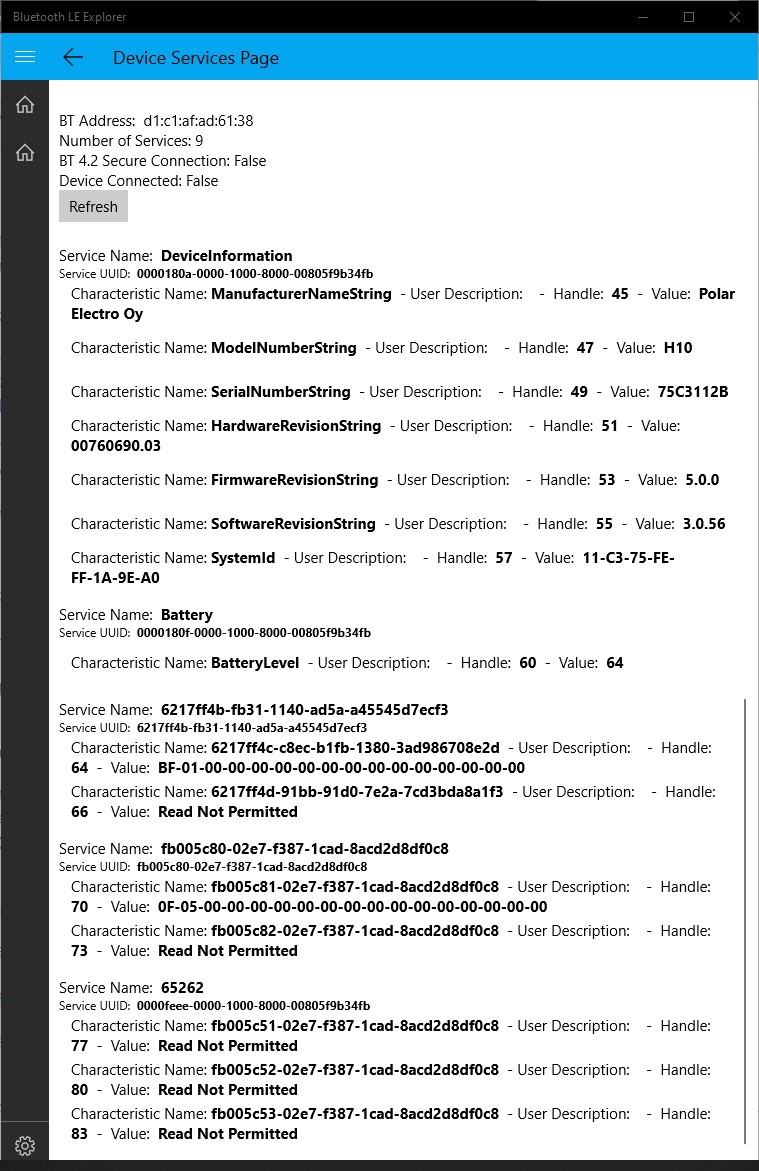 Bluetooth LE Explorer
Device Services Page
BT Address:  d1:c1:af:ad:61:38
Number of Services: 9
BT 4.2 Secure Connection: False
Device Connected: False
Refresh
Service Name:  DeviceInformation
Service UUID:  0000180a-0000-1000-8000-00805f9b34fb
Characteristic Name: ManufacturerNameString  - User Description:    -  Handle:  45  -  Value:  Polar
Electro Oy
Characteristic Name: ModelNumberString  - User Description:    -  Handle:  47  -  Value:  H10
Characteristic Name: SerialNumberString  - User Description:    -  Handle:  49  -  Value:  75C3112B
Characteristic Name: HardwareRevisionString  - User Description:    -  Handle:  51  -  Value:
00760690.03
Characteristic Name: FirmwareRevisionString  - User Description:    -  Handle:  53  -  Value:  5.0.0
Characteristic Name: SoftwareRevisionString  - User Description:    -  Handle:  55  -  Value:  3.0.56
Characteristic Name: SystemId  - User Description:    -  Handle:  57  -  Value:  11-C3-75-FE-
FF-1A-9E-A0
Service Name:  Battery
Service UUID:  0000180f-0000-1000-8000-00805f9b34fb
Characteristic Name: BatteryLevel  - User Description:    -  Handle:  60  -  Value:  64
Service Name:  6217ff4b-fb31-1140-ad5a-a45545d7ecf3
Service UUID:  6217ff4b-fb31-1140-ad5a-a45545d7ecf3
Characteristic Name: 6217ff4c-c8ec-b1fb-1380-3ad986708e2d  - User Description:    -  Handle:
64  -  Value:  BF-01-00-00-00-00-00-00-00-00-00-00-00-00-00-00
Characteristic Name: 6217ff4d-91bb-91d0-7e2a-7cd3bda8a1f3  - User Description:    -  Handle:
66  -  Value:  Read Not Permitted
Service Name:  fb005c80-02e7-f387-1cad-8acd2d8df0c8
Service UUID:  fb005c80-02e7-f387-1cad-8acd2d8df0c8
Characteristic Name: fb005c81-02e7-f387-1cad-8acd2d8df0c8  - User Description:    -  Handle:
70  -  Value:  0F-05-00-00-00-00-00-00-00-00-00-00-00-00-00-00-00
Characteristic Name: fb005c82-02e7-f387-1cad-8acd2d8df0c8  - User Description:    -  Handle:
73  -  Value:  Read Not Permitted
Service Name:  65262
Service UUID:  0000feee-0000-1000-8000-00805f9b34fb
Characteristic Name: fb005c51-02e7-f387-1cad-8acd2d8df0c8  - User Description:    -  Handle:
77  -  Value:  Read Not Permitted
Characteristic Name: fb005c52-02e7-f387-1cad-8acd2d8df0c8  - User Description:    -  Handle:
80  -  Value:  Read Not Permitted
Characteristic Name: fb005c53-02e7-f387-1cad-8acd2d8df0c8  - User Description:    -  Handle:
83  -  Value:  Read Not Permitted